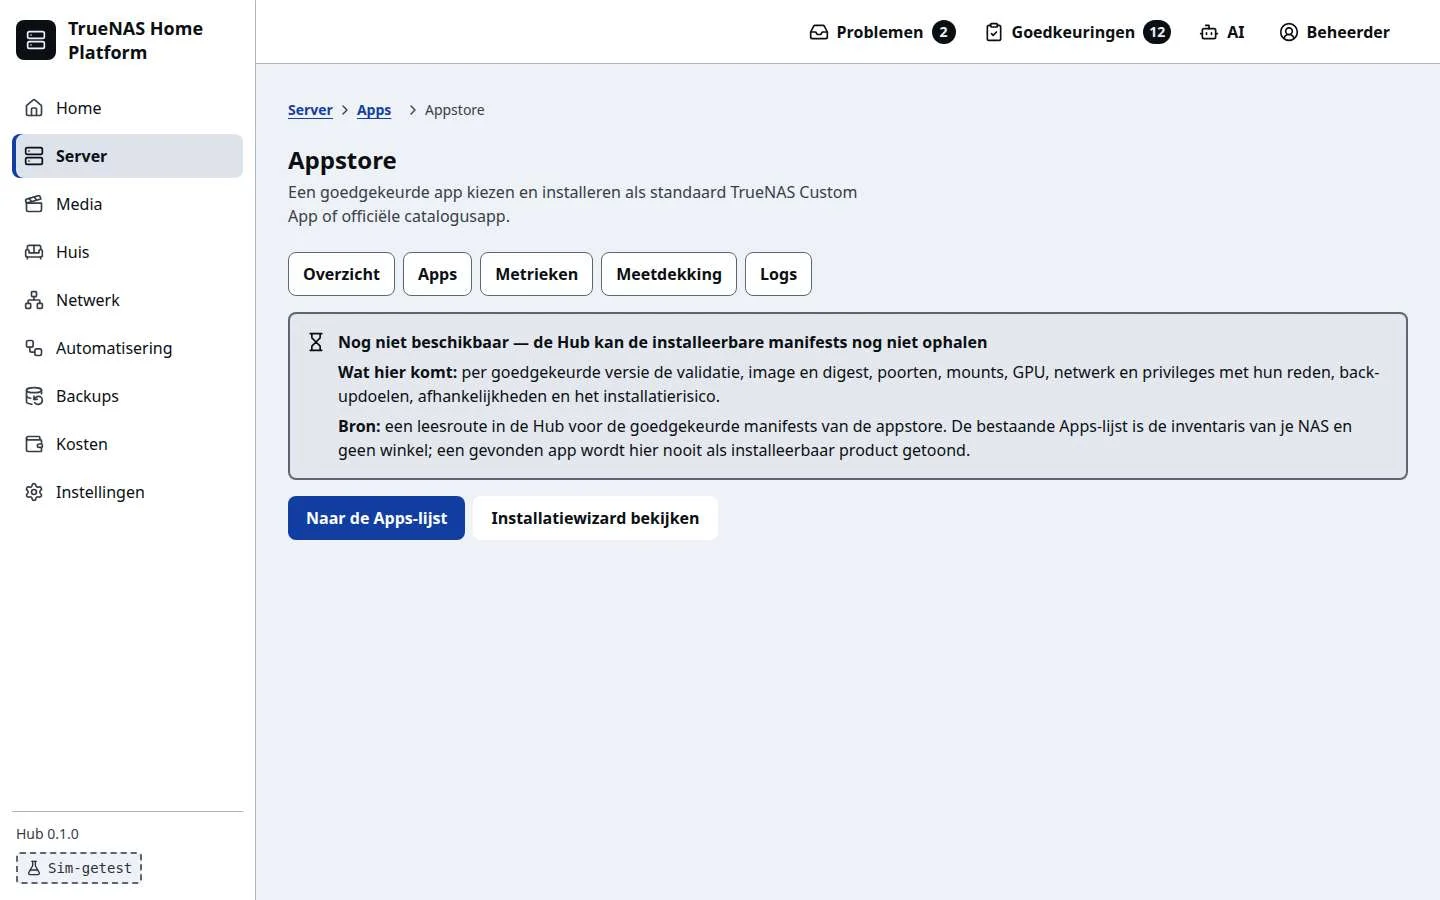 TrueNAS Home
Platform
Problemen 2 Goedkeuringen 12 AI Beheerder
Home
Server
Media
Huis
Netwerk
Automatisering
Backups
Kosten
Instellingen
Hub 0.1.0
Sim-getest
Server > Apps > Appstore
Appstore
Een goedgekeurde app kiezen en installeren als standaard TrueNAS Custom
App of officiële catalogusapp.
Overzicht Apps Metrieken Meetdekking Logs
Nog niet beschikbaar — de Hub kan de installeerbare manifests nog niet ophalen
Wat hier komt: per goedgekeurde versie de validatie, image en digest, poorten, mounts, GPU, netwerk en privileges met hun reden, back-
updoelen, afhankelijkheden en het installatierisico.
Bron: een leesroute in de Hub voor de goedgekeurde manifests van de appstore. De bestaande Apps-lijst is de inventaris van je NAS en
geen winkel; een gevonden app wordt hier nooit als installeerbaar product getoond.
Naar de Apps-lijst Installatiewizard bekijken